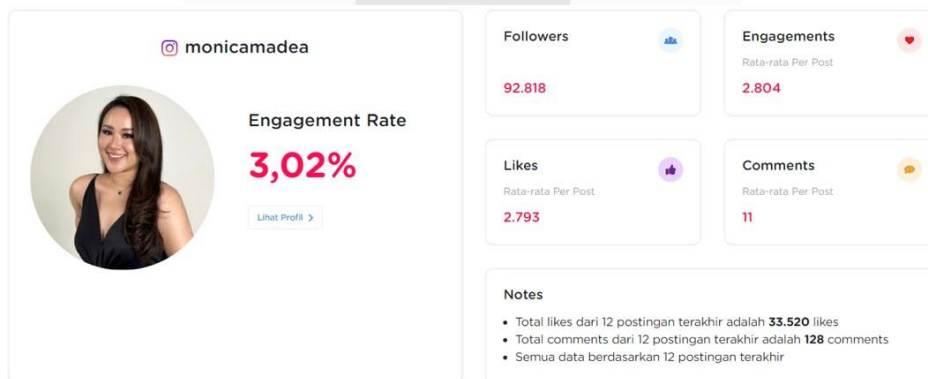 monicamadea
Engagement Rate
3,02%
Lihat Profil
Followers
92.818
Engagements
Rata-rata Per Post
2.804
Likes
Rata-rata Per Post
2.793
Comments
Rata-rata Per Post
11
Notes
• Total likes dari 12 postingan terakhir adalah 33.520 likes
• Total comments dari 12 postingan terakhir adalah 128 comments
• Semua data berdasarkan 12 postingan terakhir